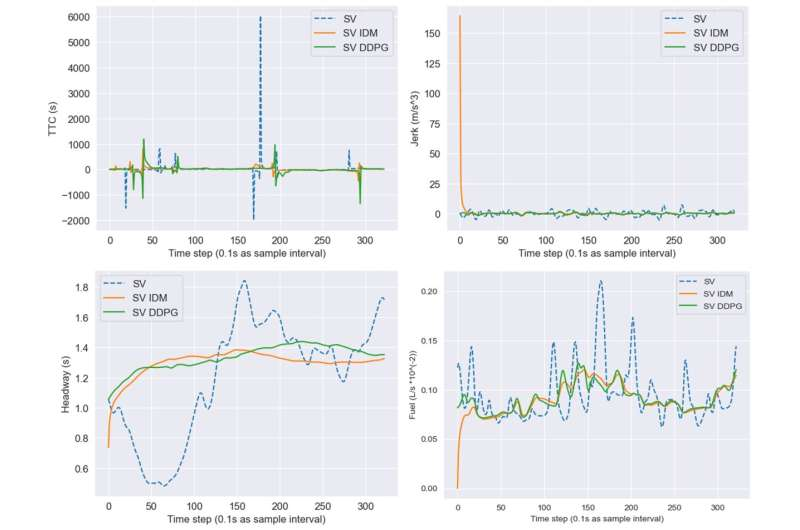 6000
5000
4000
3000
2000
1000
0
−1000
−2000
TTC (s)
SV
SV IDM
SV DDPG
0 50 100 150 200 250 300
Time step (0.1s as sample interval)
150
125
100
75
50
25
0
Jerk (m/s^3)
SV
SV IDM
SV DDPG
0 50 100 150 200 250 300
Time step (0.1s as sample interval)
1.8
1.6
1.4
1.2
1.0
0.8
0.6
Headway (s)
SV
SV IDM
SV DDPG
0 50 100 150 200 250 300
Time step (0.1s as sample interval)
0.20
0.15
0.10
0.05
0.00
Fuel (L/s *10^(-2))
SV
SV IDM
SV DDPG
0 50 100 150 200 250 300
Time step (0.1s as sample interval)